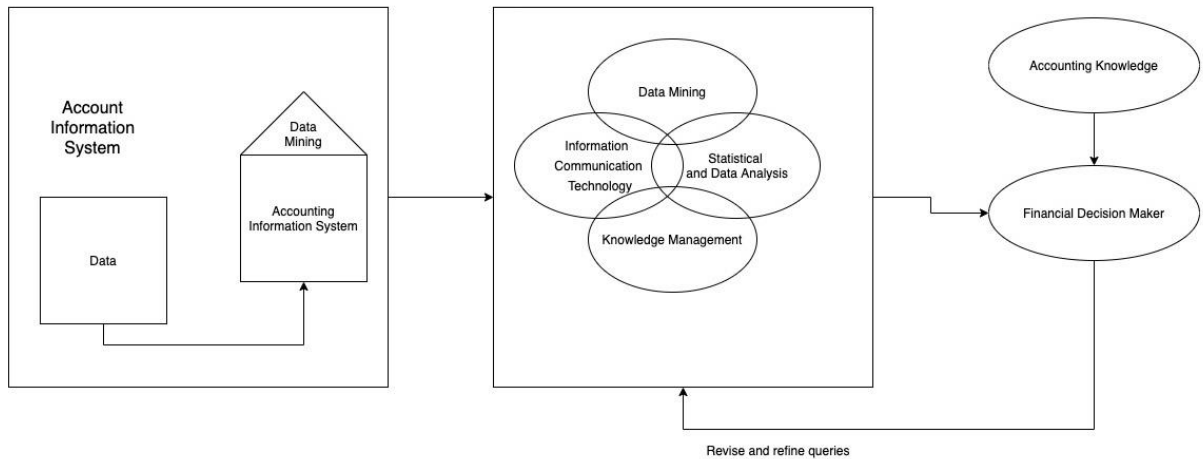 Account
Information
System
Data
Data
Mining
Accounting
Information System
Data Mining
Information
Communication
Technology
Statistical
and Data Analysis
Knowledge Management
Accounting Knowledge
Financial Decision Maker
Revise and refine queries